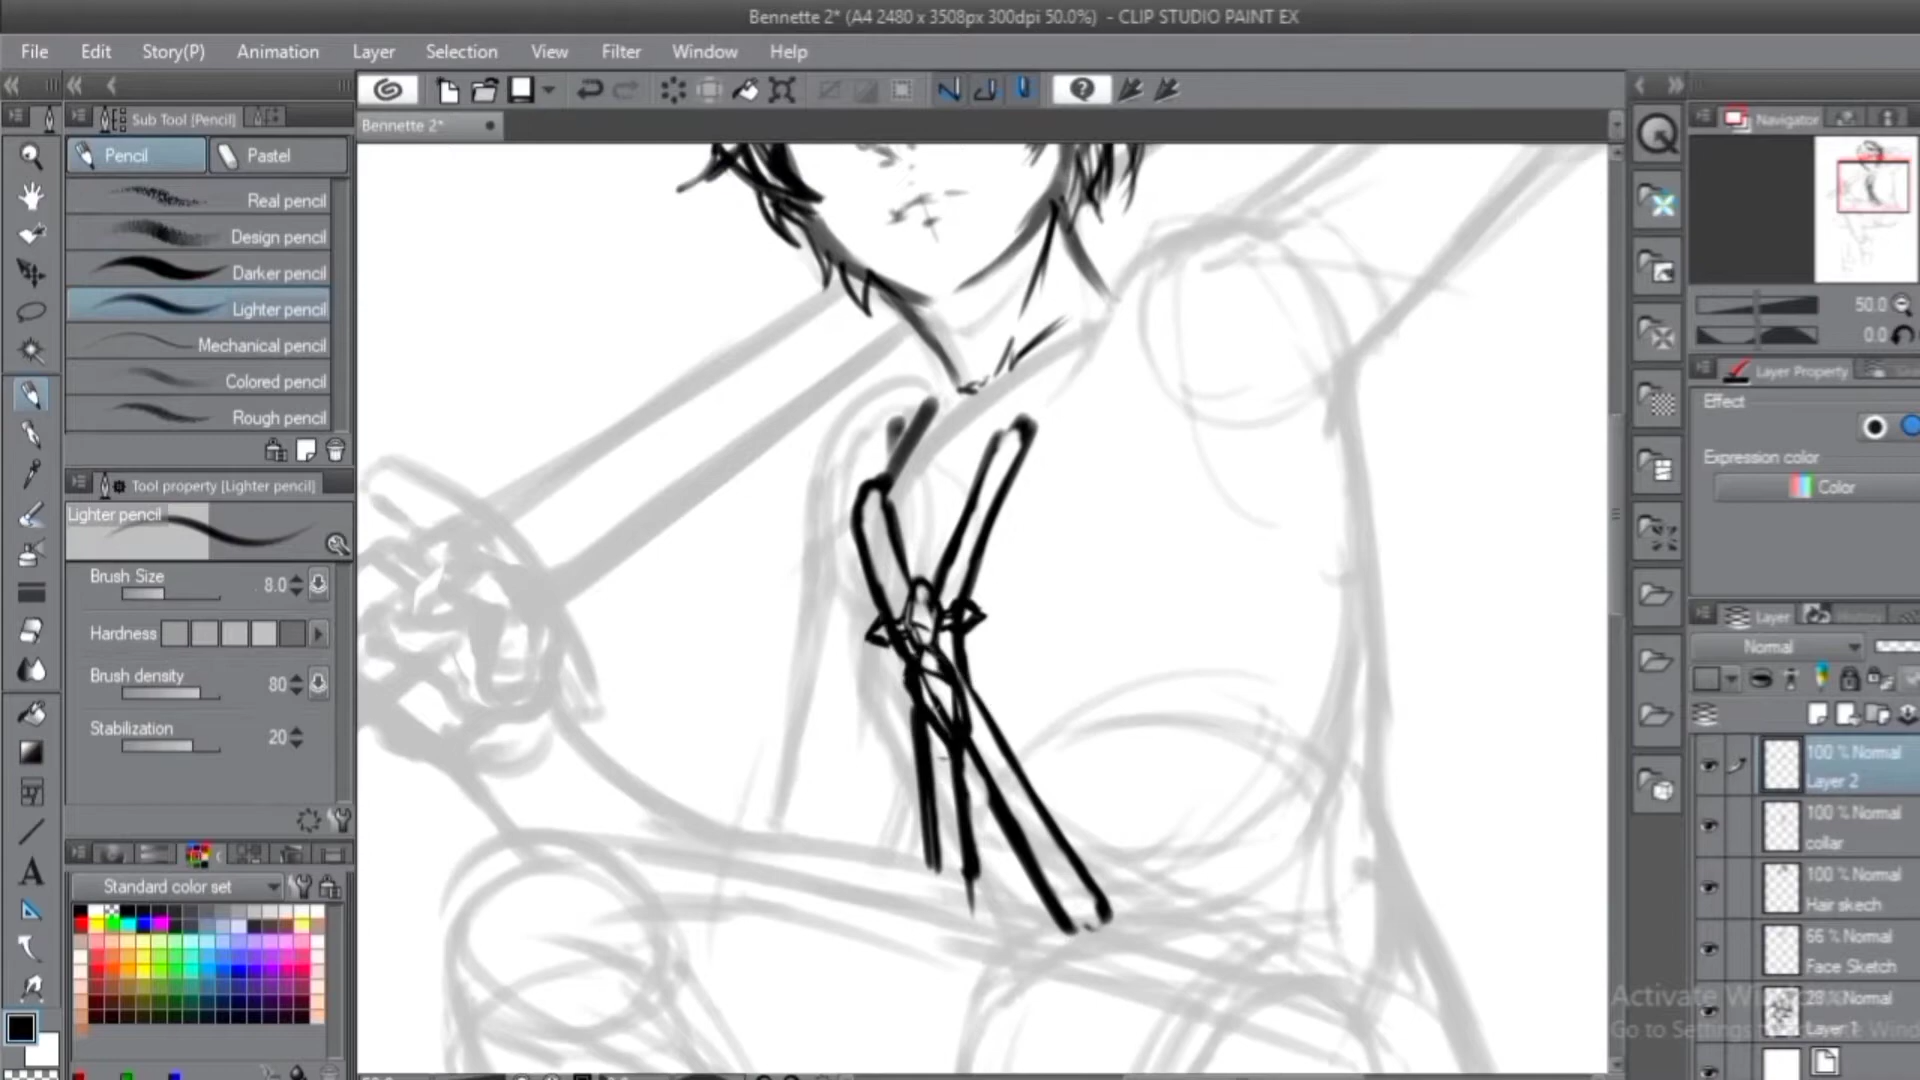 Bennette 2* (A4 2480 x 3508px 300dpi 50.0%) - CLIP STUDIO PAINT EX
File Edit Story(P) Animation Layer Selection View Filter Window Help
Sub Tool [Pencil]
Bennette 2*
Navigator
Pencil Pastel
Real pencil
Design pencil
Darker pencil
Lighter pencil
Mechanical pencil
Colored pencil
Rough pencil
50.0
0.0
Layer Property
Effect
Expression color
Color
Tool property [Lighter pencil]
Lighter pencil
Brush Size 8.0
Hardness
Brush density 80
Stabilization 20
Layer
Normal
100 % Normal
Layer 2
100 % Normal
collar
100 % Normal
Hair skech
66 % Normal
Face Sketch
28 % Normal
Layer 1
Standard color set
A
Activate Wi
Go to Settings